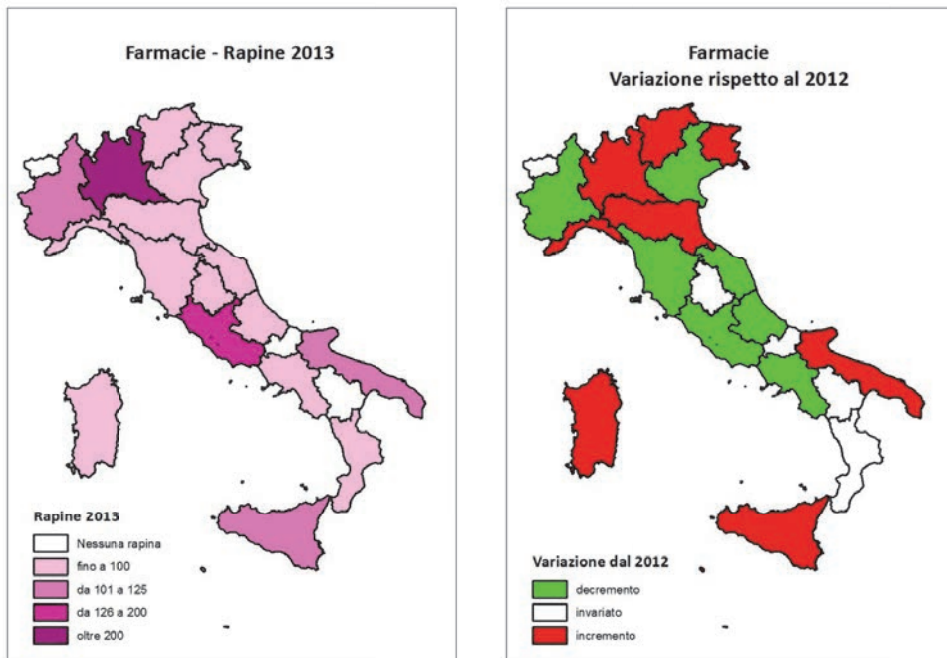 Farmacie - Rapine 2013
Rapine 2013
Nessuna rapina
fino a 100
da 101 a 125
da 126 a 200
oltre 200
Farmacie
Variazione rispetto al 2012
Variazione dal 2012
decremento
invariato
incremento